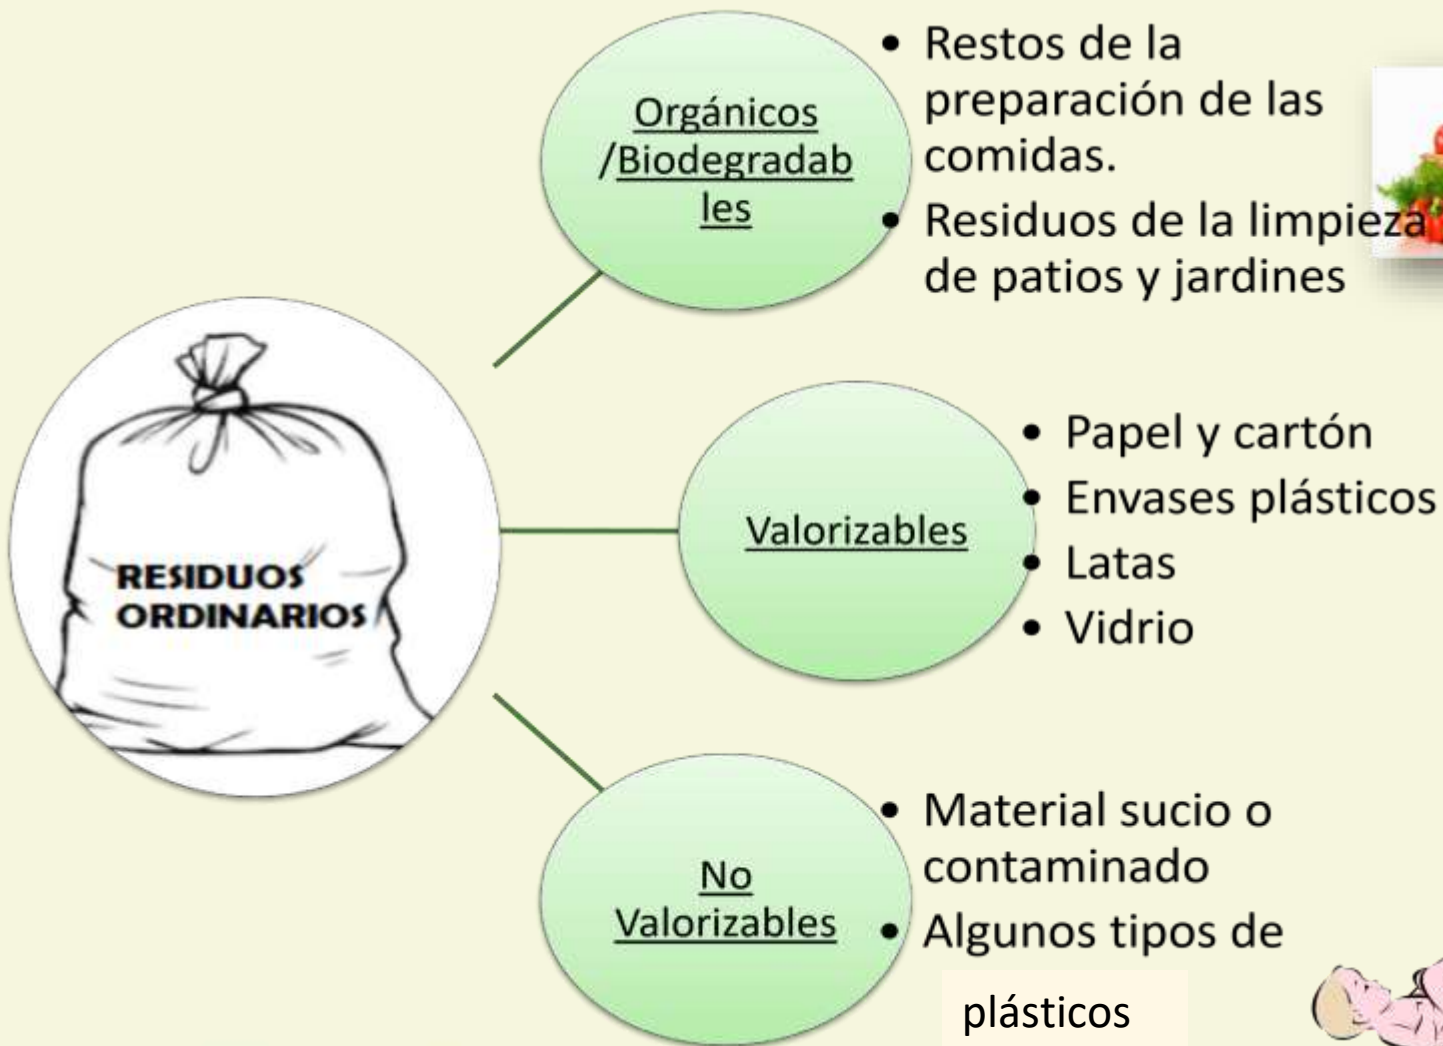 Orgánicos
/Biodegradab
les
• Restos de la
preparación de las
comidas.
• Residuos de la limpieza
de patios y jardines
RESIDUOS
ORDINARIOS
Valorizables
• Papel y cartón
• Envases plásticos
• Latas
• Vidrio
No
Valorizables
• Material sucio o
contaminado
• Algunos tipos de
plásticos